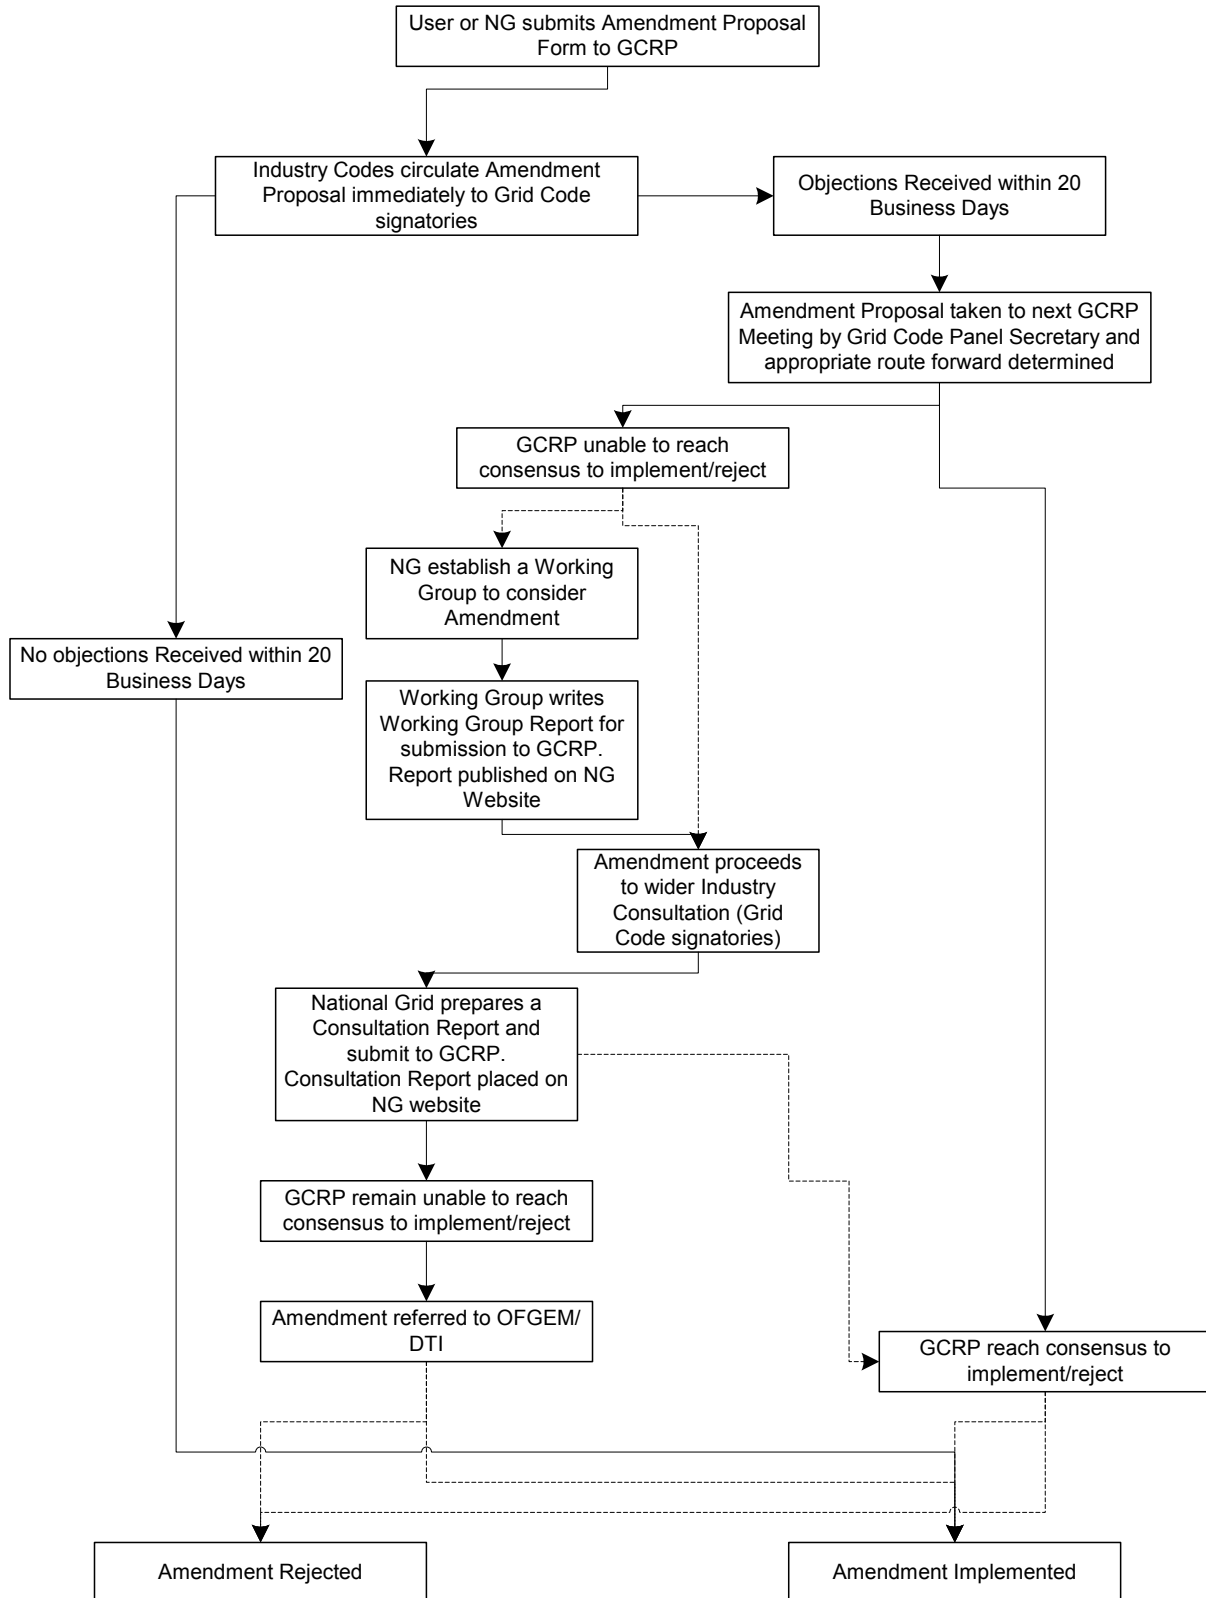 User or NG submits Amendment Proposal
Form to GCRP
Industry Codes circulate Amendment
Proposal immediately to Grid Code
signatories
Objections Received within 20
Business Days
Amendment Proposal taken to next GCRP
Meeting by Grid Code Panel Secretary and
appropriate route forward determined
GCRP unable to reach
consensus to implement/reject
NG establish a Working
Group to consider
Amendment
No objections Received within 20
Business Days
Working Group writes
Working Group Report for
submission to GCRP.
Report published on NG
Website
Amendment proceeds
to wider Industry
Consultation (Grid
Code signatories)
National Grid prepares a
Consultation Report and
submit to GCRP.
Consultation Report placed on
NG website
GCRP remain unable to reach
consensus to implement/reject
Amendment referred to OFGEM/
DTI
GCRP reach consensus to
implement/reject
Amendment Rejected
Amendment Implemented